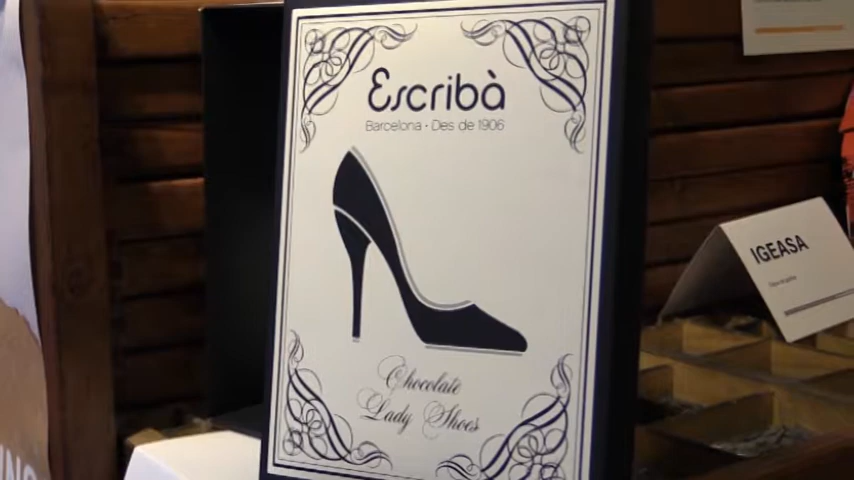 Escribà
Barcelona · Des de 1906
Chocolate
Lady Shoes
IGEASA